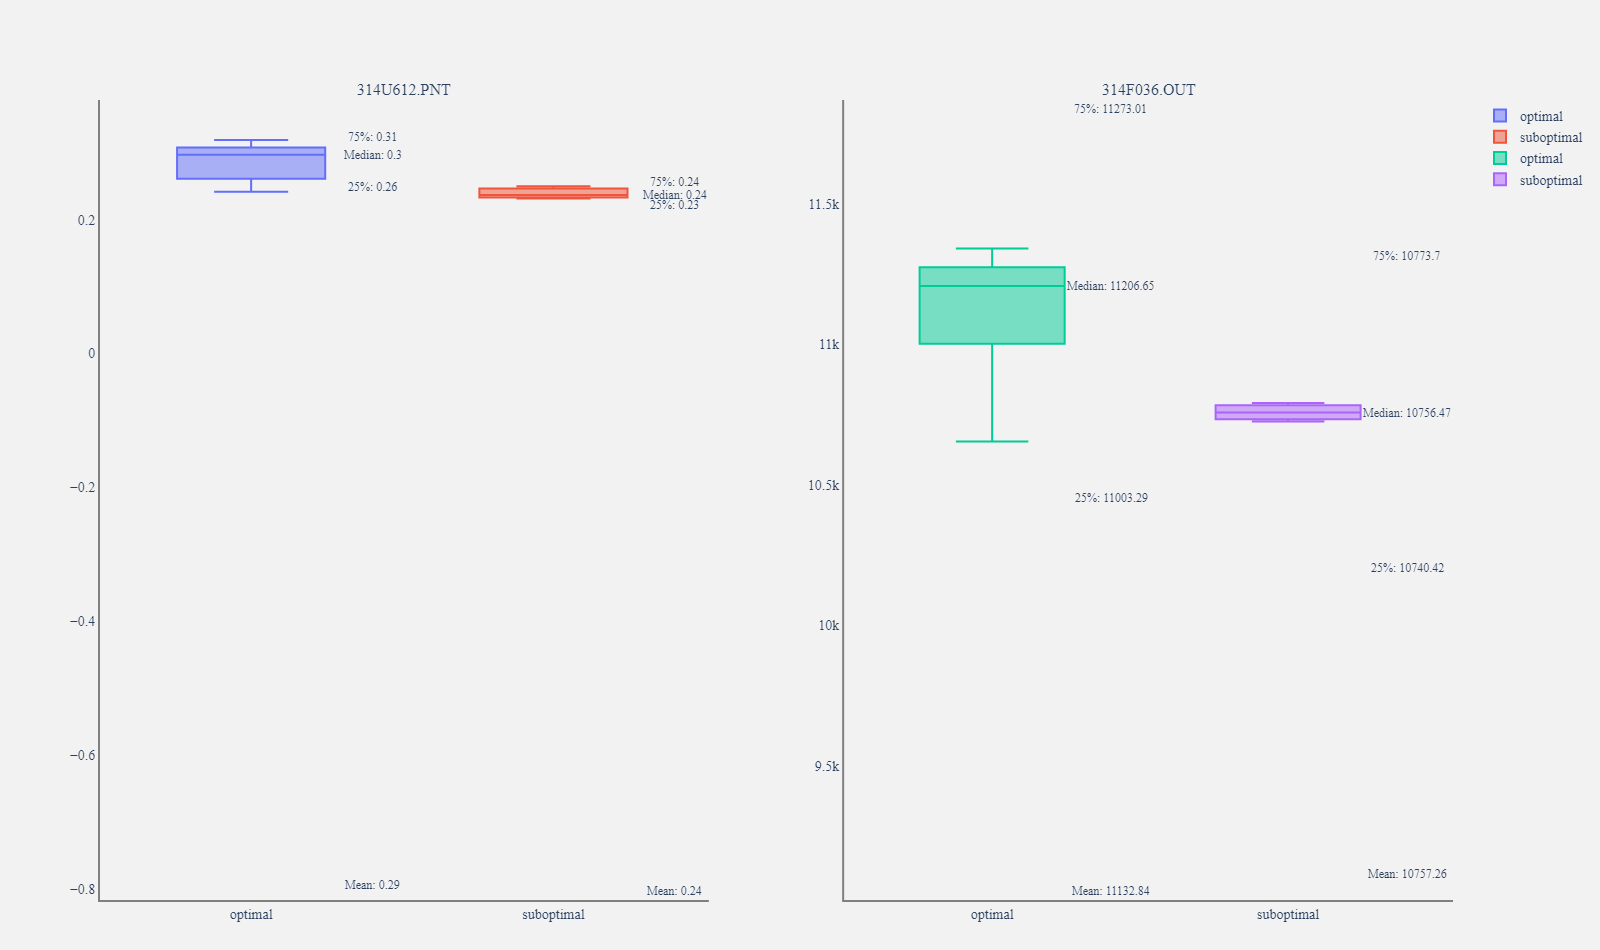 314U612.PNT
75%: 0.31
Median: 0.3
25%: 0.26
75%: 0.24
Median: 0.24
25%: 0.23
0.2
0
−0.2
−0.4
−0.6
−0.8
Mean: 0.29
Mean: 0.24
optimal
suboptimal
314F036.OUT
75%: 11273.01
11.5k
75%: 10773.7
Median: 11206.65
11k
Median: 10756.47
10.5k
25%: 11003.29
25%: 10740.42
10k
9.5k
Mean: 10757.26
Mean: 11132.84
optimal
suboptimal
optimal
suboptimal
optimal
suboptimal